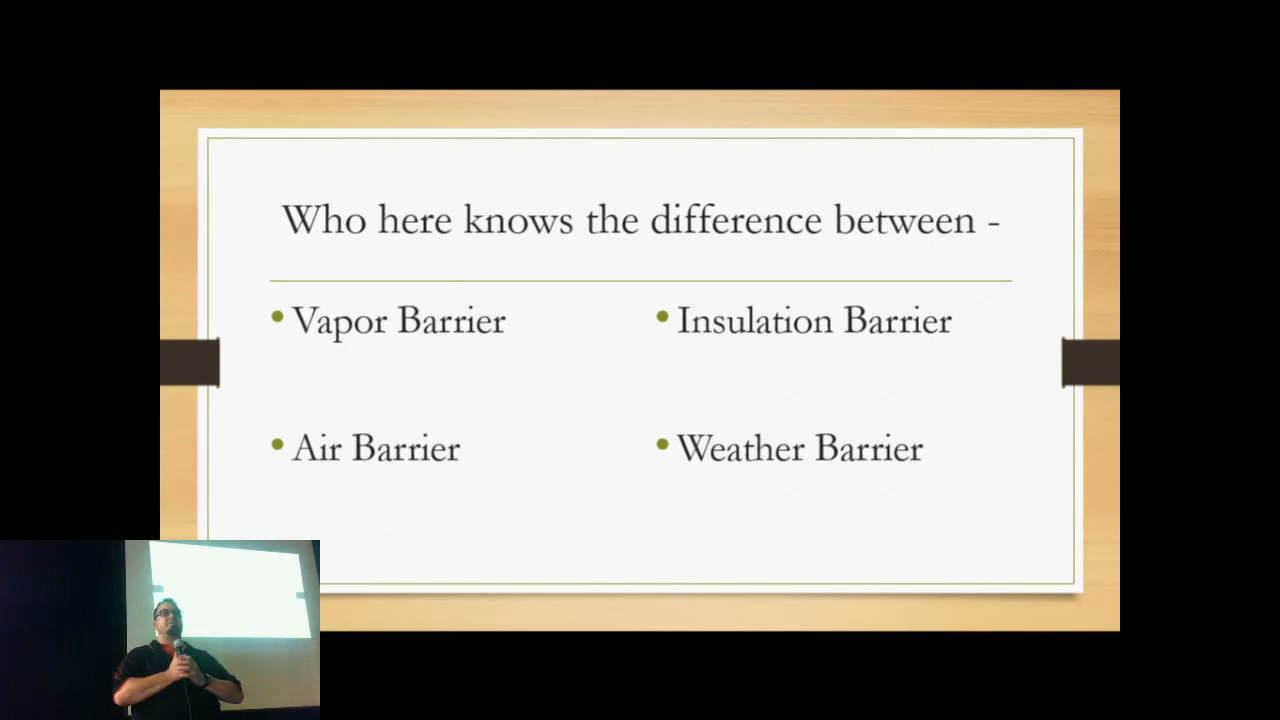 Who here knows the difference between -
• Vapor Barrier
• Insulation Barrier
• Air Barrier
• Weather Barrier